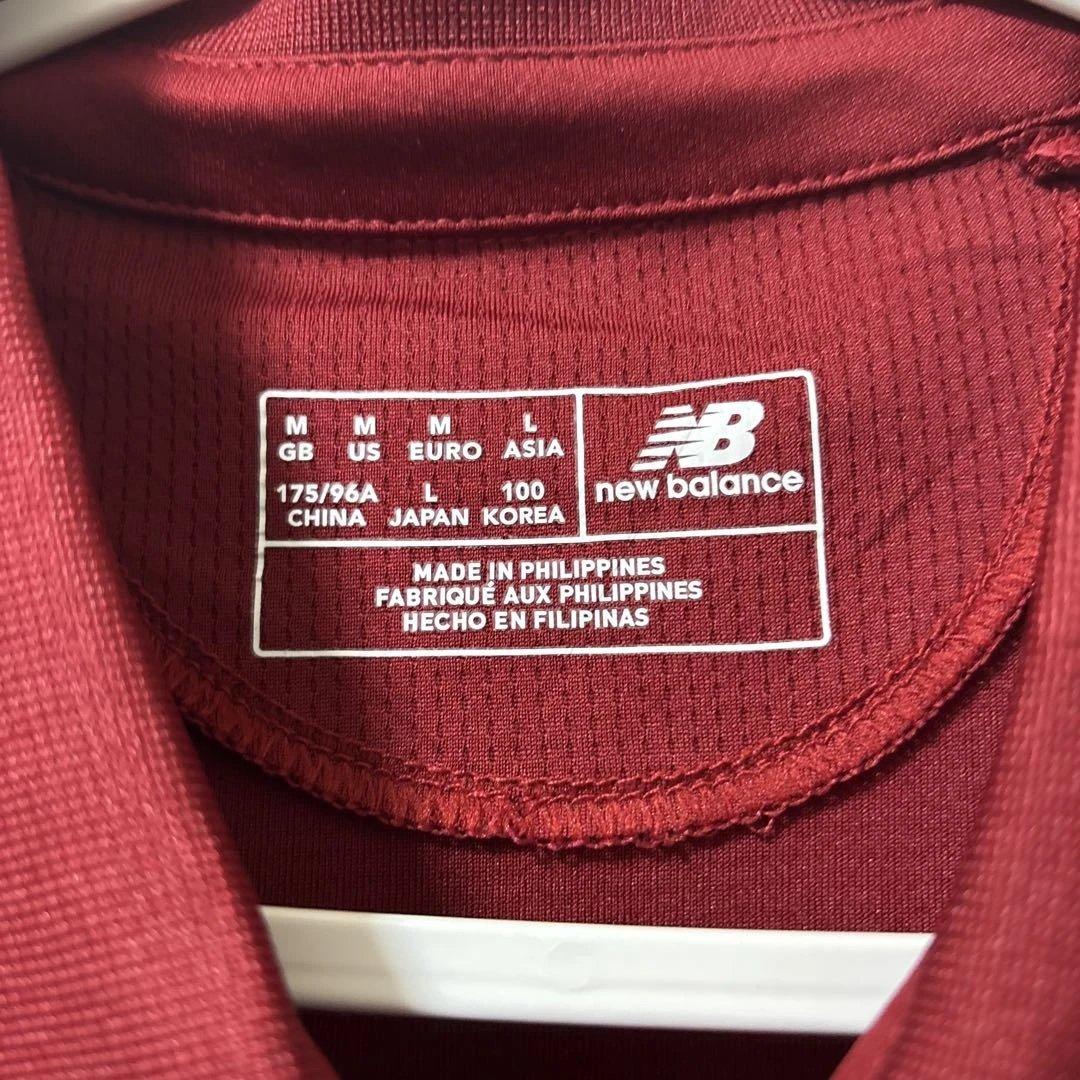 M M M L
GB US EURO ASIA
175/96A L 100
CHINA JAPAN KOREA
NB
new balance
MADE IN PHILIPPINES
FABRIQUÉ AUX PHILIPPINES
HECHO EN FILIPINAS